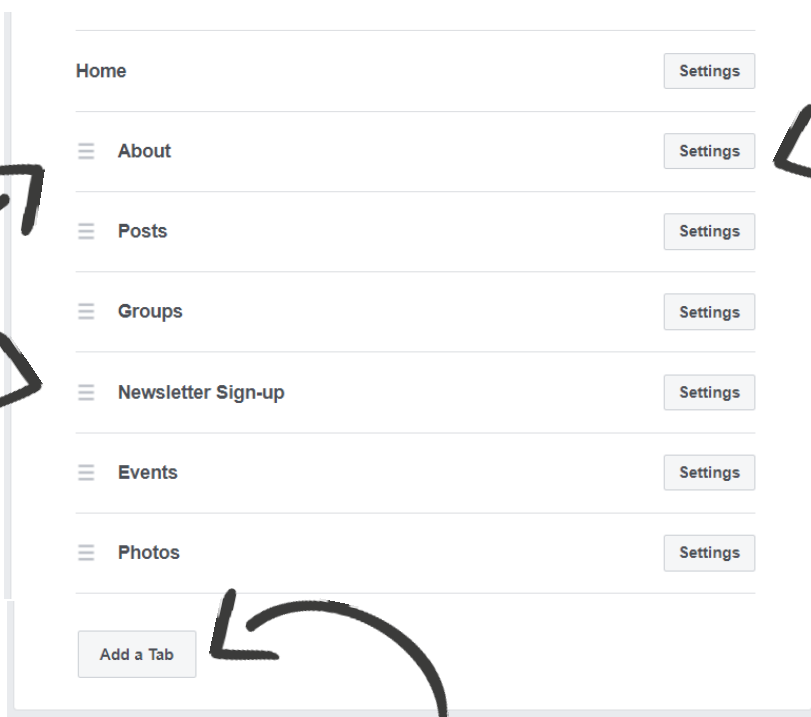 Home Settings
About Settings
Posts Settings
Groups Settings
Newsletter Sign-up Settings
Events Settings
Photos Settings
Add a Tab